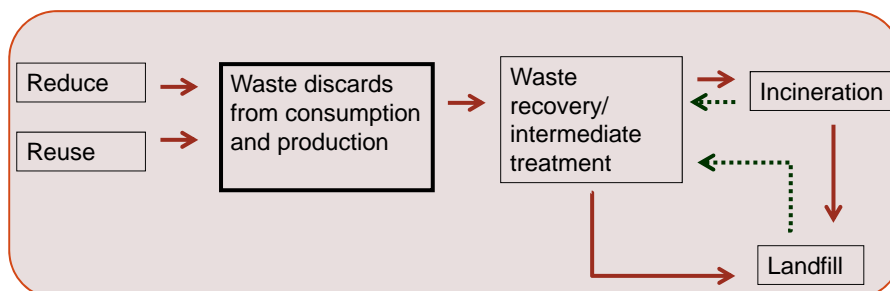 Reduce
Reuse
Waste discards
from consumption
and production
Waste
recovery/
intermediate
treatment
Incineration
Landfill